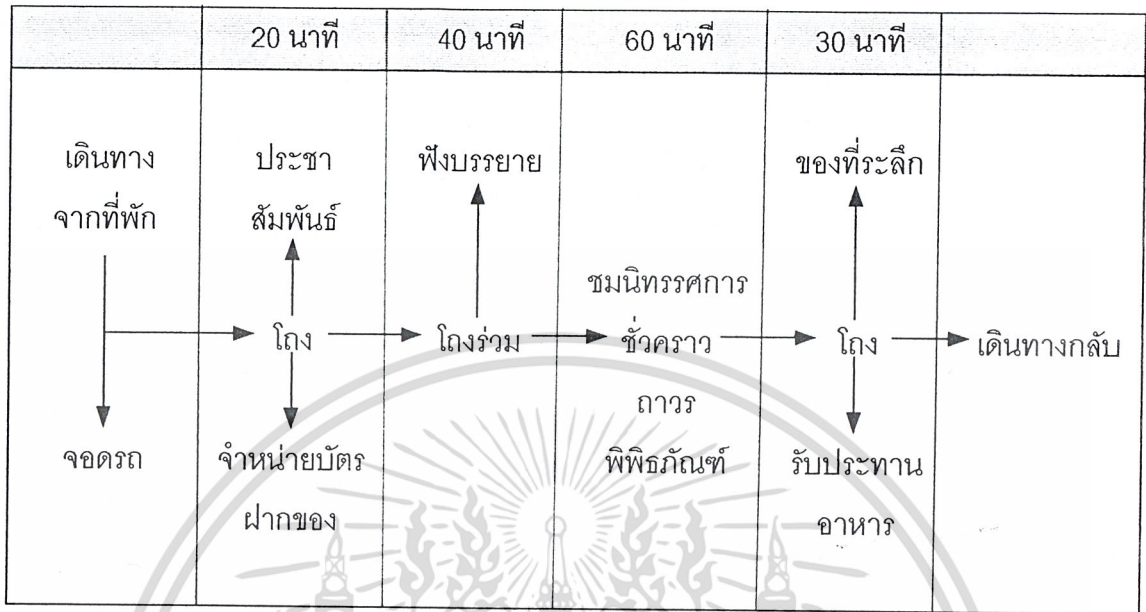 20 นาที
40 นาที
60 นาที
30 นาที
เดินทาง
จากที่พัก
จอดรถ
ประชา
สัมพันธ์
โถง
จำหน่ายบัตร
ฝากของ
ฟังบรรยาย
โถงร่วม
ชมนิทรรศการ
ชั่วคราว
ถาวร
พิพิธภัณฑ์
ของที่ระลึก
โถง
รับประทาน
อาหาร
เดินทางกลับ